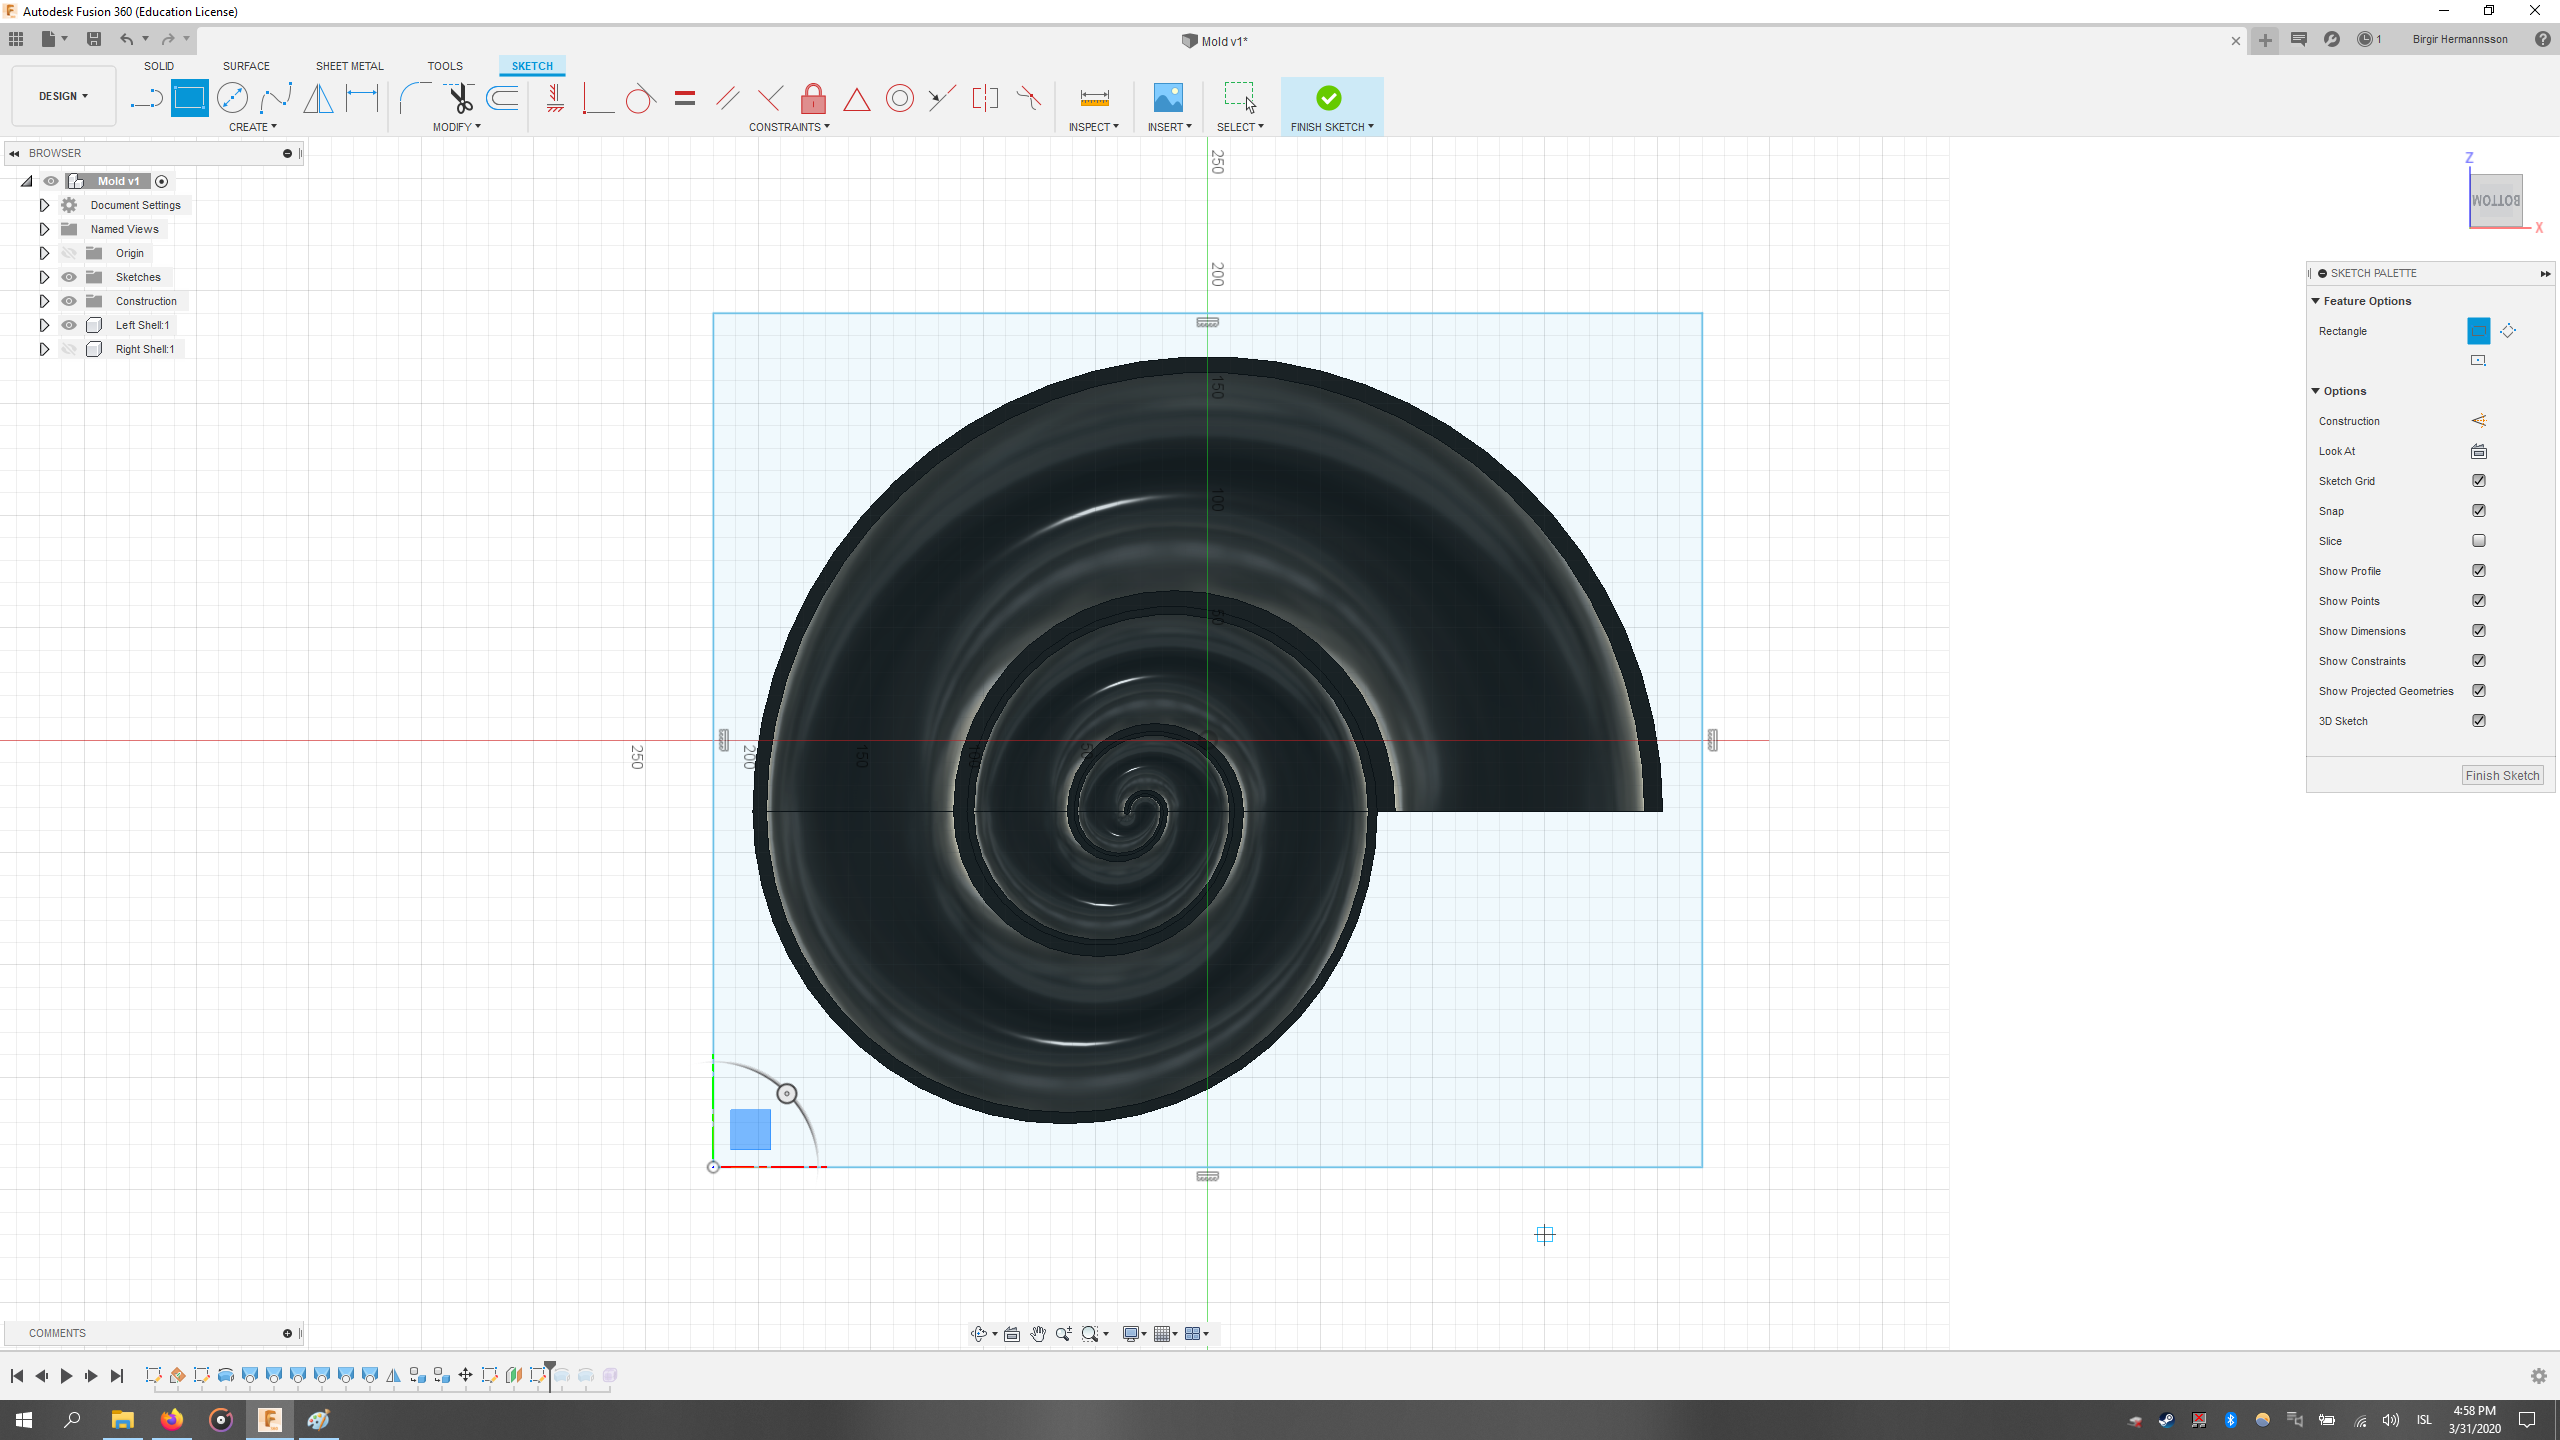 Autodesk Fusion 360 (Education License)
Mold v1*
1
Birgir Hermannsson
SOLID
SURFACE
SHEET METAL
TOOLS
SKETCH
DESIGN
CREATE
MODIFY
CONSTRAINTS
INSPECT
INSERT
SELECT
FINISH SKETCH
BROWSER
Mold v1
Document Settings
Named Views
Origin
Sketches
Construction
Left Shell:1
Right Shell:1
250
200
150
100
50
250
200
150
100
50
Z
BOTTOM
X
SKETCH PALETTE
Feature Options
Rectangle
Options
Construction
Look At
Sketch Grid
Snap
Slice
Show Profile
Show Points
Show Dimensions
Show Constraints
Show Projected Geometries
3D Sketch
Finish Sketch
COMMENTS
ISL
4:58 PM
3/31/2020